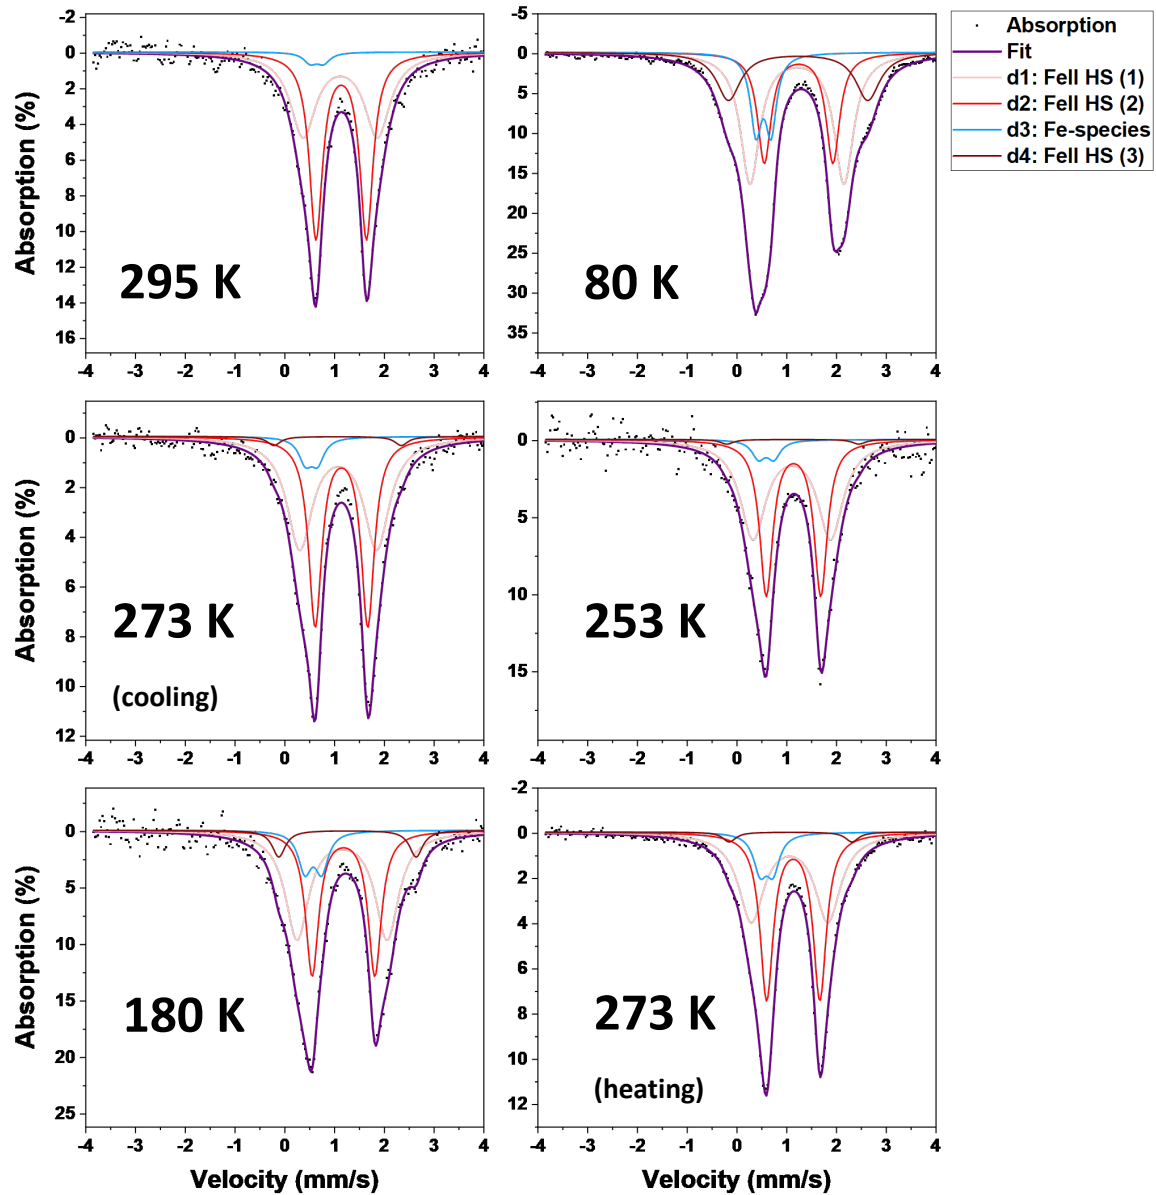 -2
0
2
4
6
8
10
12
14
16
Absorption (%)
295 K
-4 -3 -2 -1 0 1 2 3 4
-5
0
5
10
15
20
25
30
35
80 K
-4 -3 -2 -1 0 1 2 3 4
Absorption
Fit
d1: FeII HS (1)
d2: FeII HS (2)
d3: Fe-species
d4: FeII HS (3)
0
2
4
6
8
10
12
Absorption (%)
273 K
(cooling)
-4 -3 -2 -1 0 1 2 3 4
0
5
10
15
253 K
-4 -3 -2 -1 0 1 2 3 4
0
5
10
15
20
25
Absorption (%)
180 K
-4 -3 -2 -1 0 1 2 3 4
Velocity (mm/s)
-2
0
2
4
6
8
10
12
273 K
(heating)
-4 -3 -2 -1 0 1 2 3 4
Velocity (mm/s)